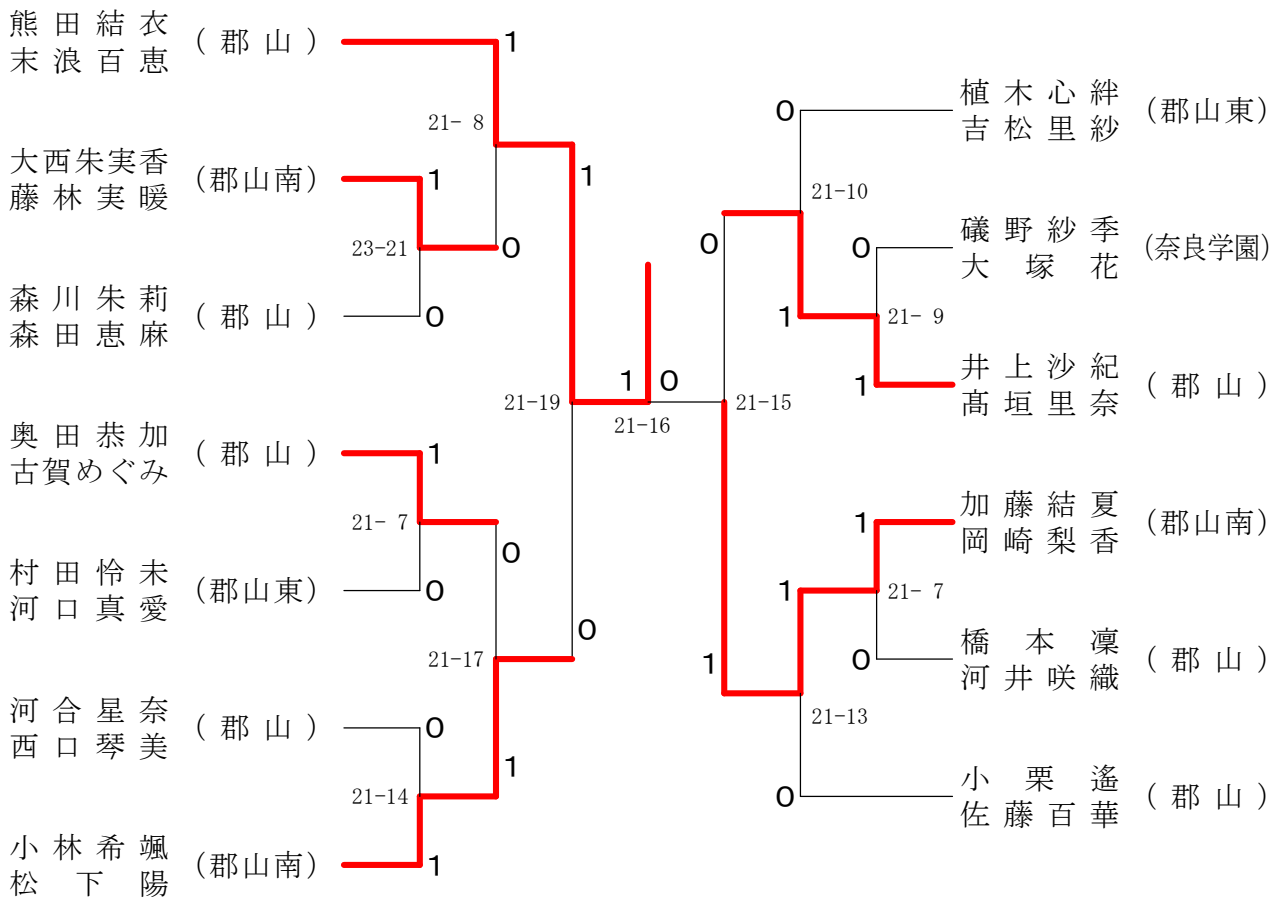 熊田結衣
末浪百恵
(郡山)
1
21- 8
大西朱実香
藤林実暖
(郡山南)
1
1
23-21
0
森川朱莉
森田恵麻
(郡山)
0
21-19
奥田恭加
古賀めぐみ
(郡山)
1
21- 7
0
村田怜未
河口真愛
(郡山東)
0
0
21-17
河合星奈
西口琴美
(郡山)
0
1
21-14
小林希颯
松下陽
(郡山南)
1
1 0
21-16
植木心絆
吉松里紗
(郡山東)
0
21-10
0
礒野紗季
大塚花
(奈良学園)
0
1
21- 9
井上沙紀
髙垣里奈
(郡山)
1
21-15
加藤結夏
岡崎梨香
(郡山南)
1
1
21- 7
橋本凜
河井咲織
(郡山)
0
1
21-13
小栗遙
佐藤百華
(郡山)
0